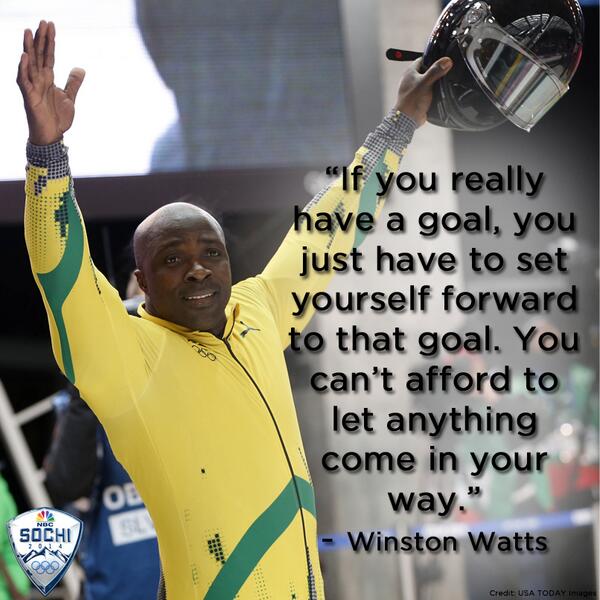 “If you really
have a goal, you
just have to set
yourself forward
to that goal. You
can’t afford to
let anything
come in your
way.”
- Winston Watts
NBC
SOCHI
2014
Credit: USA TODAY Images